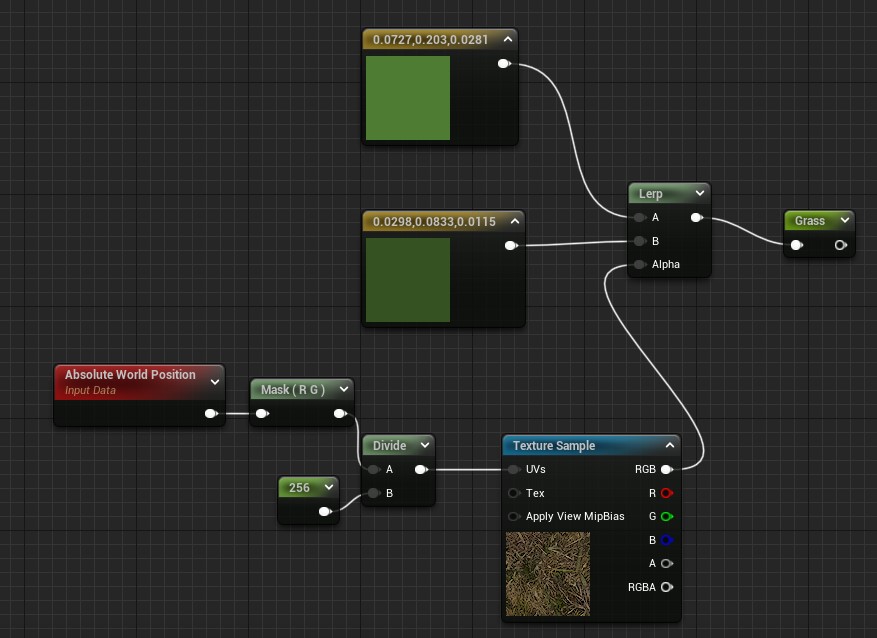 0.0727,0.203,0.0281
Lerp
A
B
Alpha
Grass
0.0298,0.0833,0.0115
Absolute World Position
Input Data
Mask ( R G )
Divide
A
B
256
Texture Sample
UVs RGB
Tex R
Apply View MipBias G
B
A
RGBA